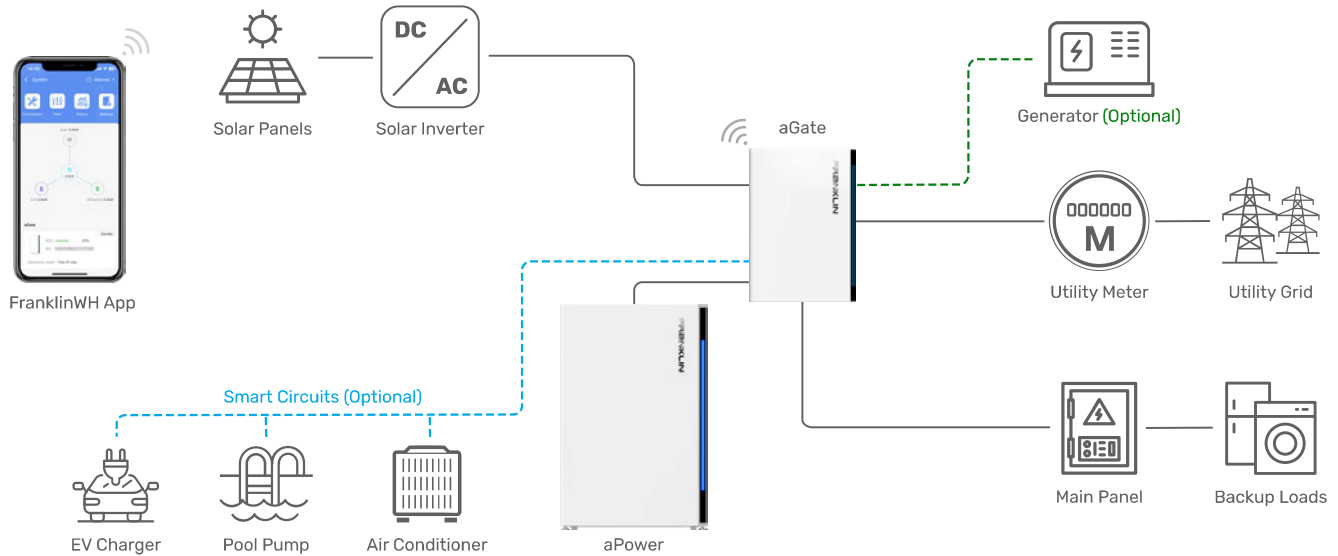 DC
AC
Solar Panels
Solar Inverter
aGate
FRANKLIN
Generator (Optional)
System
M
Utility Meter
Utility Grid
FranklinWH App
FRANKLIN
Smart Circuits (Optional)
Main Panel
Backup Loads
EV Charger
Pool Pump
Air Conditioner
aPower